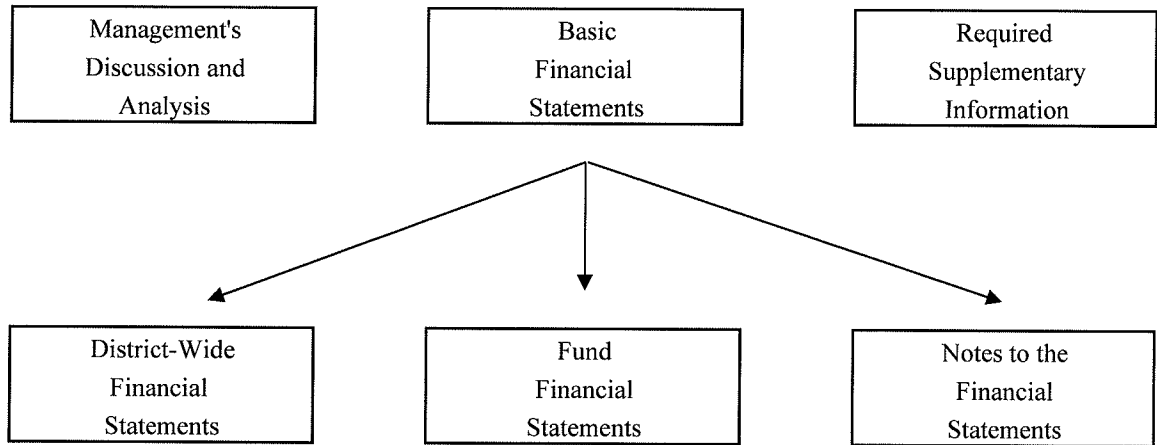 Management's
Discussion and
Analysis
Basic
Financial
Statements
Required
Supplementary
Information
District-Wide
Financial
Statements
Fund
Financial
Statements
Notes to the
Financial
Statements